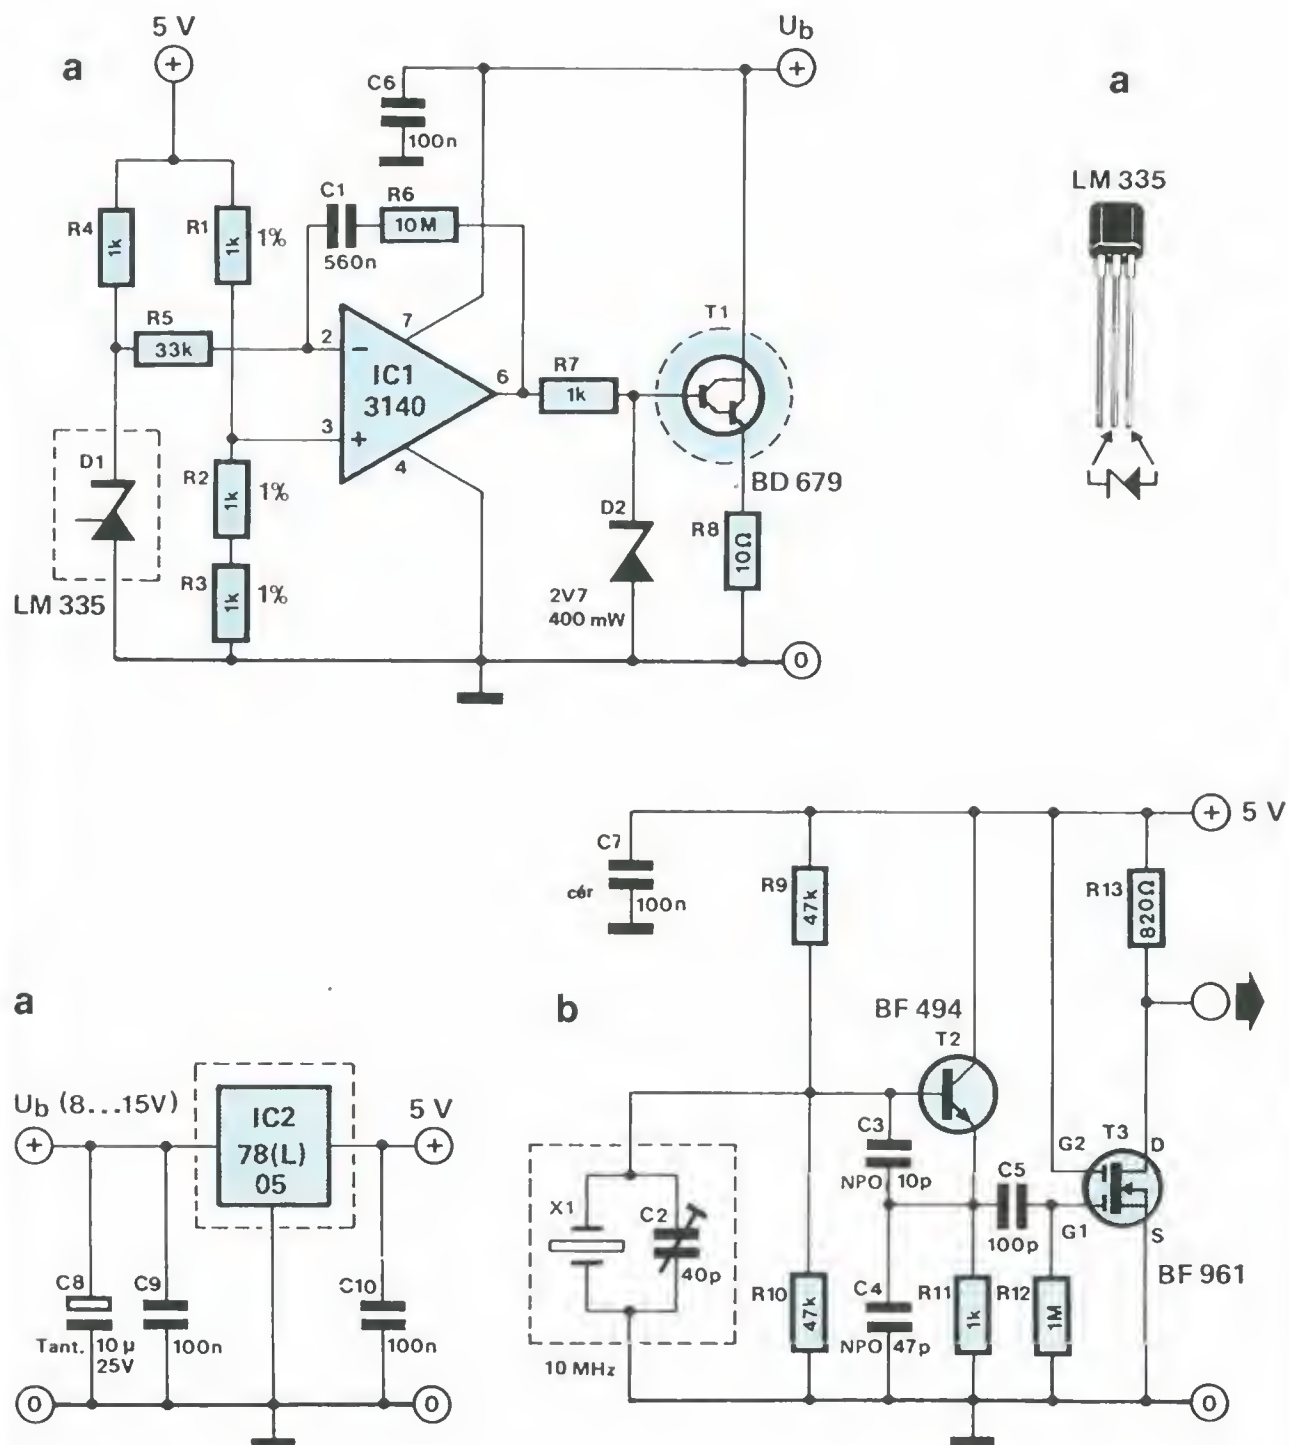 5 V
a
+
Ub
+
C6
100n
C1
560n
R6
10M
R4
1k
R1
1k
1%
R5
33k
2
−
7
IC1
3140
6
3
+
4
R7
1k
T1
BD 679
D1
LM 335
R2
1k
1%
R3
1k
1%
D2
2V7
400 mW
R8
10Ω
0
a
LM 335
a
Ub (8...15V)
+
IC2
78(L)
05
5 V
+
C8
Tant.
10 µ
25V
C9
100n
C10
100n
0
0
b
+
5 V
C7
cér
100n
R9
47k
R13
820Ω
BF 494
T2
C3
NPO
10p
C5
100p
G2
T3
D
G1
S
BF 961
X1
C2
40p
10 MHz
R10
47k
C4
NPO
47p
R11
1k
R12
1M
0